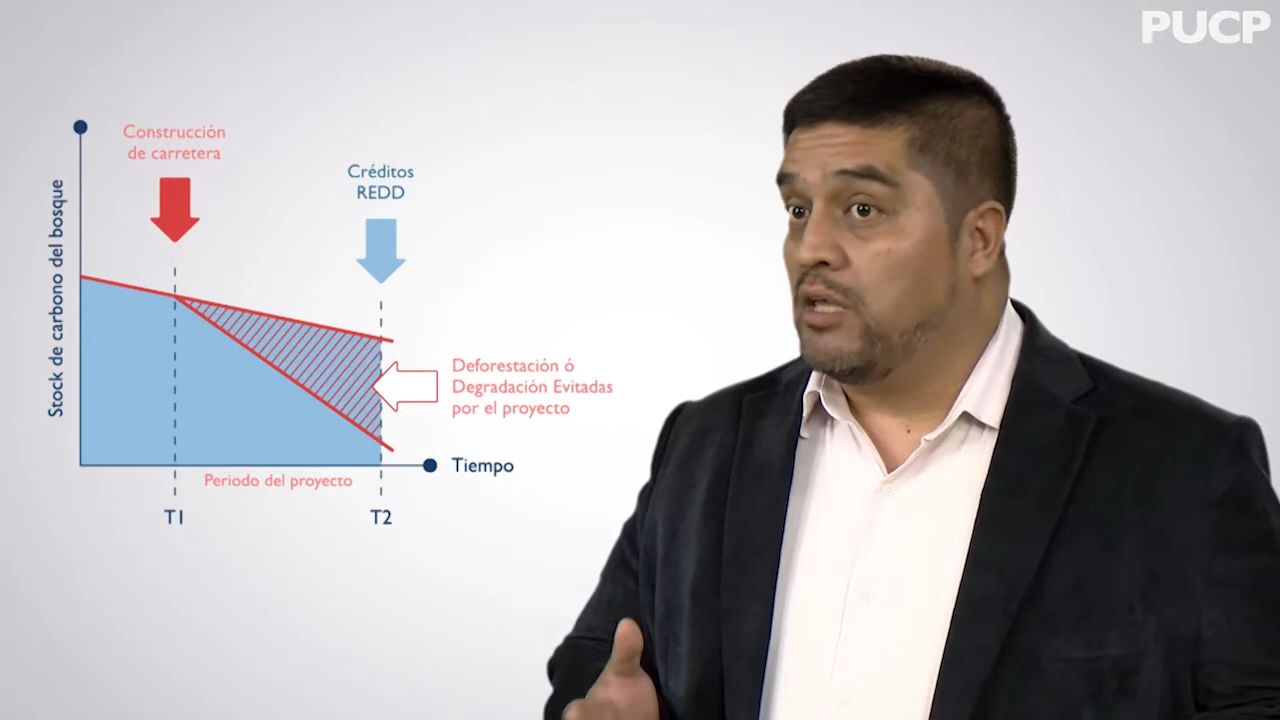 PUCP
Construcción
de carretera
Créditos
REDD
Stock de carbono del bosque
Deforestación ó
Degradación Evitadas
por el proyecto
Tiempo
Periodo del proyecto
T1
T2